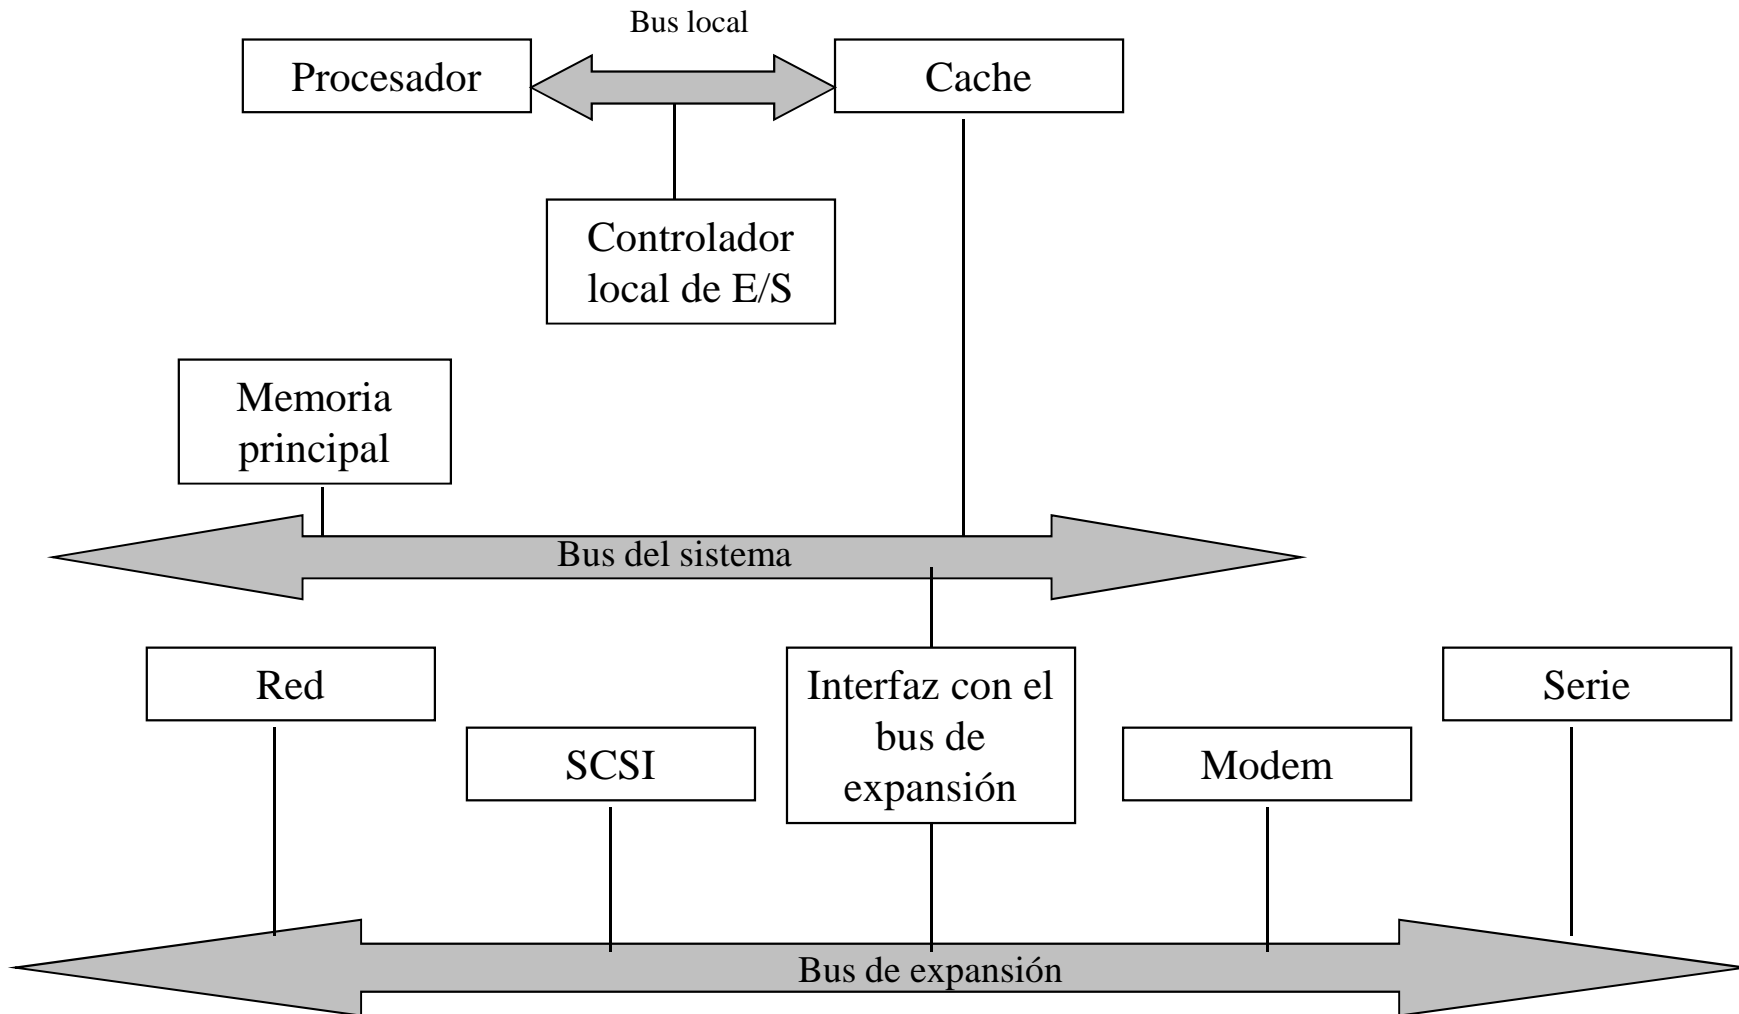 Bus local
Procesador
Cache
Controlador
local de E/S
Memoria
principal
Bus del sistema
Red
SCSI
Interfaz con el
bus de
expansión
Modem
Serie
Bus de expansión